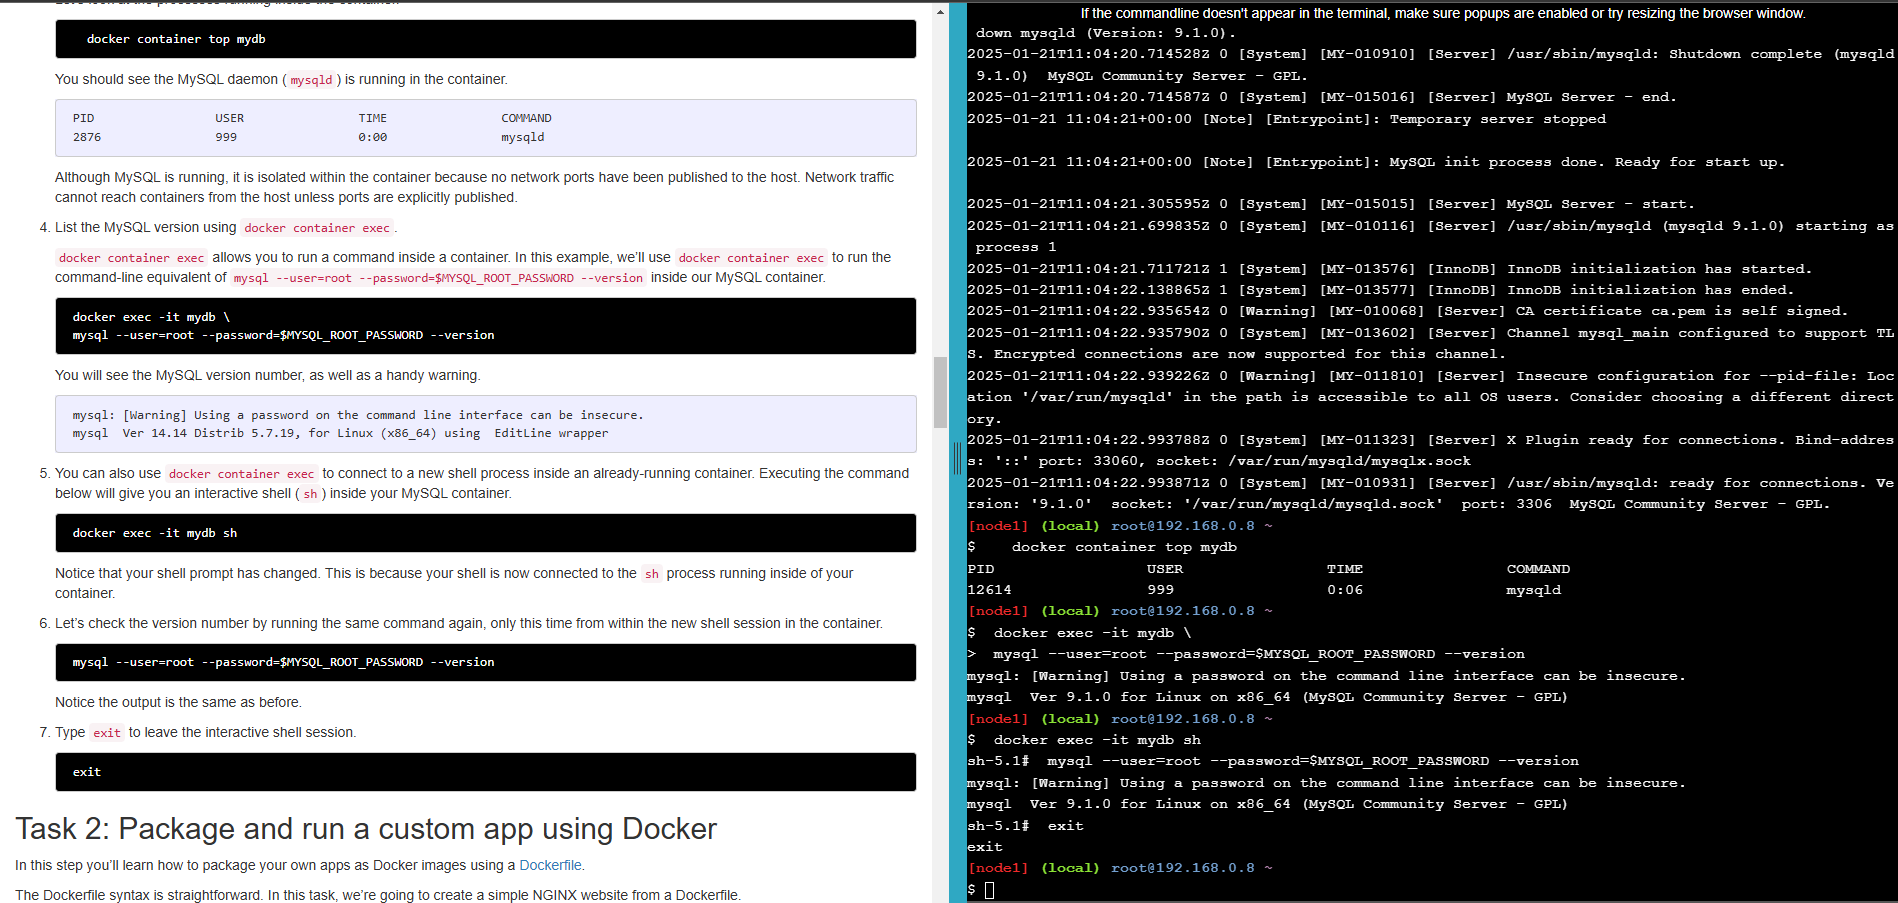 docker container top mydb
You should see the MySQL daemon ( mysqld ) is running in the container.
PID USER TIME COMMAND
2876 999 0:00 mysqld
Although MySQL is running, it is isolated within the container because no network ports have been published to the host. Network traffic
cannot reach containers from the host unless ports are explicitly published.
4. List the MySQL version using docker container exec .
docker container exec allows you to run a command inside a container. In this example, we'll use docker container exec to run the
command-line equivalent of mysql --user=root --password=$MYSQL_ROOT_PASSWORD --version inside our MySQL container.
docker exec -it mydb \
mysql --user=root --password=$MYSQL_ROOT_PASSWORD --version
You will see the MySQL version number, as well as a handy warning.
mysql: [Warning] Using a password on the command line interface can be insecure.
mysql  Ver 14.14 Distrib 5.7.19, for Linux (x86_64) using  EditLine wrapper
5. You can also use docker container exec to connect to a new shell process inside an already-running container. Executing the command
below will give you an interactive shell ( sh ) inside your MySQL container.
docker exec -it mydb sh
Notice that your shell prompt has changed. This is because your shell is now connected to the sh process running inside of your
container.
6. Let's check the version number by running the same command again, only this time from within the new shell session in the container.
mysql --user=root --password=$MYSQL_ROOT_PASSWORD --version
Notice the output is the same as before.
7. Type exit to leave the interactive shell session.
exit
Task 2: Package and run a custom app using Docker
In this step you'll learn how to package your own apps as Docker images using a Dockerfile.
The Dockerfile syntax is straightforward. In this task, we're going to create a simple NGINX website from a Dockerfile.
If the commandline doesn't appear in the terminal, make sure popups are enabled or try resizing the browser window.
down mysqld (Version: 9.1.0).
2025-01-21T11:04:20.714528Z 0 [System] [MY-010910] [Server] /usr/sbin/mysqld: Shutdown complete (mysqld
9.1.0)  MySQL Community Server - GPL.
2025-01-21T11:04:20.714587Z 0 [System] [MY-015016] [Server] MySQL Server - end.
2025-01-21 11:04:21+00:00 [Note] [Entrypoint]: Temporary server stopped
2025-01-21 11:04:21+00:00 [Note] [Entrypoint]: MySQL init process done. Ready for start up.
2025-01-21T11:04:21.305595Z 0 [System] [MY-015015] [Server] MySQL Server - start.
2025-01-21T11:04:21.699835Z 0 [System] [MY-010116] [Server] /usr/sbin/mysqld (mysqld 9.1.0) starting as
process 1
2025-01-21T11:04:21.711721Z 1 [System] [MY-013576] [InnoDB] InnoDB initialization has started.
2025-01-21T11:04:22.138865Z 1 [System] [MY-013577] [InnoDB] InnoDB initialization has ended.
2025-01-21T11:04:22.935654Z 0 [Warning] [MY-010068] [Server] CA certificate ca.pem is self signed.
2025-01-21T11:04:22.935790Z 0 [System] [MY-013602] [Server] Channel mysql_main configured to support TL
S. Encrypted connections are now supported for this channel.
2025-01-21T11:04:22.939226Z 0 [Warning] [MY-011810] [Server] Insecure configuration for --pid-file: Loc
ation '/var/run/mysqld' in the path is accessible to all OS users. Consider choosing a different direct
ory.
2025-01-21T11:04:22.993788Z 0 [System] [MY-011323] [Server] X Plugin ready for connections. Bind-addres
s: '::' port: 33060, socket: /var/run/mysqld/mysqlx.sock
2025-01-21T11:04:22.993871Z 0 [System] [MY-010931] [Server] /usr/sbin/mysqld: ready for connections. Ve
rsion: '9.1.0'  socket: '/var/run/mysqld/mysqld.sock'  port: 3306  MySQL Community Server - GPL.
[node1] (local) root@192.168.0.8 ~
$    docker container top mydb
PID USER TIME COMMAND
12614 999 0:06 mysqld
[node1] (local) root@192.168.0.8 ~
$  docker exec -it mydb \
>  mysql --user=root --password=$MYSQL_ROOT_PASSWORD --version
mysql: [Warning] Using a password on the command line interface can be insecure.
mysql  Ver 9.1.0 for Linux on x86_64 (MySQL Community Server - GPL)
[node1] (local) root@192.168.0.8 ~
$  docker exec -it mydb sh
sh-5.1#  mysql --user=root --password=$MYSQL_ROOT_PASSWORD --version
mysql: [Warning] Using a password on the command line interface can be insecure.
mysql  Ver 9.1.0 for Linux on x86_64 (MySQL Community Server - GPL)
sh-5.1#  exit
exit
[node1] (local) root@192.168.0.8 ~
$